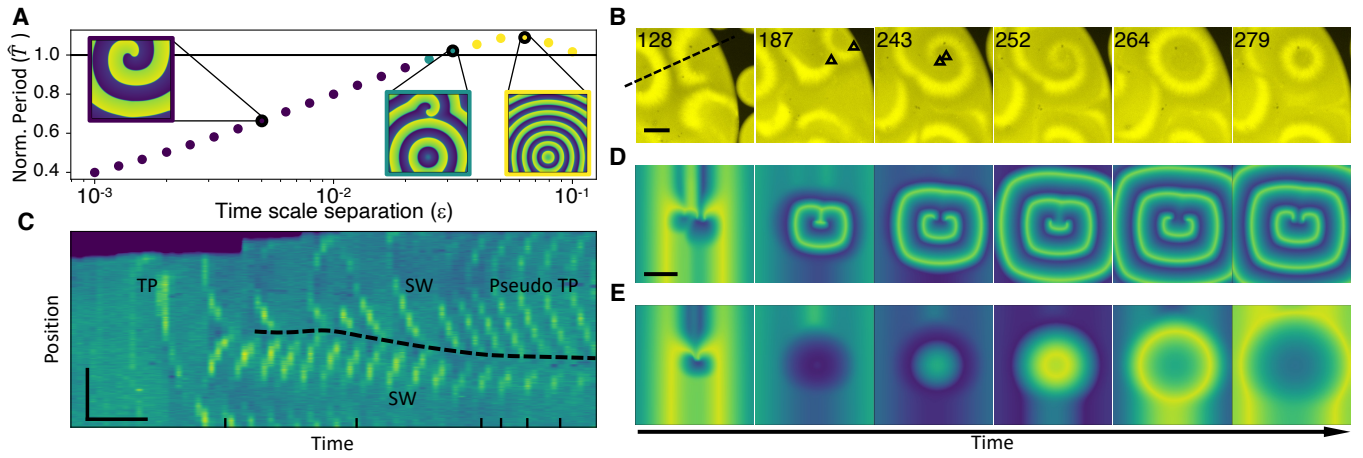 A
Norm. Period (T̂)
1.0
0.8
0.6
0.4
10⁻³
10⁻²
10⁻¹
Time scale separation (ε)
B
128
187
243
252
264
279
C
TP
SW
Pseudo TP
SW
Position
Time
D
E
Time